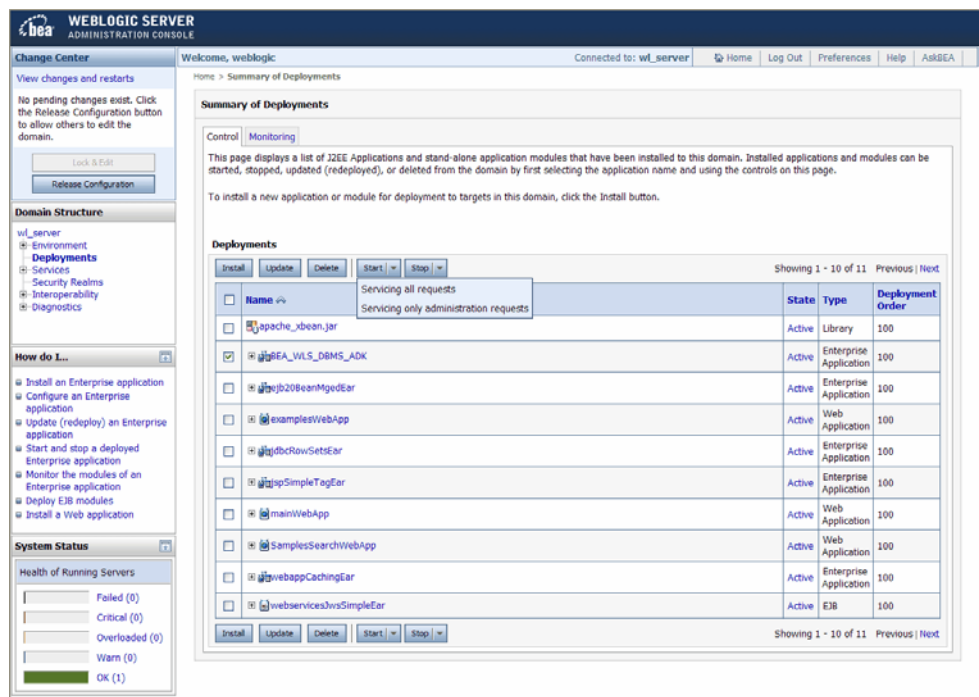 bea WEBLOGIC SERVER
ADMINISTRATION CONSOLE
Change Center
View changes and restarts
No pending changes exist. Click
the Release Configuration button
to allow others to edit the
domain.
Lock & Edit
Release Configuration
Domain Structure
wl_server
Environment
Deployments
Services
Security Realms
Interoperability
Diagnostics
How do I...
Install an Enterprise application
Configure an Enterprise
application
Update (redeploy) an Enterprise
application
Start and stop a deployed
Enterprise application
Monitor the modules of an
Enterprise application
Deploy EJB modules
Install a Web application
System Status
Health of Running Servers
Failed (0)
Critical (0)
Overloaded (0)
Warn (0)
OK (1)
Welcome, weblogic Connected to: wl_server Home Log Out Preferences Help AskBEA
Home > Summary of Deployments
Summary of Deployments
Control Monitoring
This page displays a list of J2EE Applications and stand-alone application modules that have been installed to this domain. Installed applications and modules can be
started, stopped, updated (redeployed), or deleted from the domain by first selecting the application name and using the controls on this page.
To install a new application or module for deployment to targets in this domain, click the Install button.
Deployments
Install Update Delete Start Stop Showing 1 - 10 of 11 Previous | Next
Servicing all requests
Servicing only administration requests
Name State Type Deployment
Order
apache_xbean.jar Active Library 100
BEA_WLS_DBMS_ADK Active Enterprise
Application 100
ejb20BeanMgedEar Active Enterprise
Application 100
examplesWebApp Active Web
Application 100
jdbcRowSetsEar Active Enterprise
Application 100
jspSimpleTagEar Active Enterprise
Application 100
mainWebApp Active Web
Application 100
SamplesSearchWebApp Active Web
Application 100
webappCachingEar Active Enterprise
Application 100
webservicesJwsSimpleEar Active EJB 100
Install Update Delete Start Stop Showing 1 - 10 of 11 Previous | Next